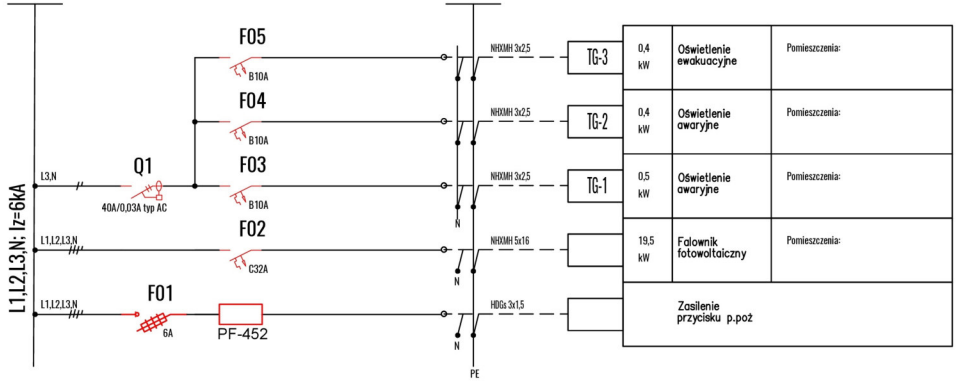 F05
B10A
NHXMH 3x2,5
TG-3
0,4
kW
Oświetlenie
ewakuacyjne
Pomieszczenia:
F04
B10A
NHXMH 3x2,5
TG-2
0,4
kW
Oświetlenie
awaryjne
Pomieszczenia:
L3,N
Q1
40A/0,03A typ AC
F03
B10A
N
NHXMH 3x2,5
TG-1
0,5
kW
Oświetlenie
awaryjne
Pomieszczenia:
L1,L2,L3,N; Iz=6kA
L1,L2,L3,N
F02
C32A
N
NHXMH 5x16
19,5
kW
Falownik
fotowoltaiczny
Pomieszczenia:
L1,L2,L3,N
F01
6A
PF-452
N
HDGs 3x1,5
Zasilenie
przycisku p.poż
PE